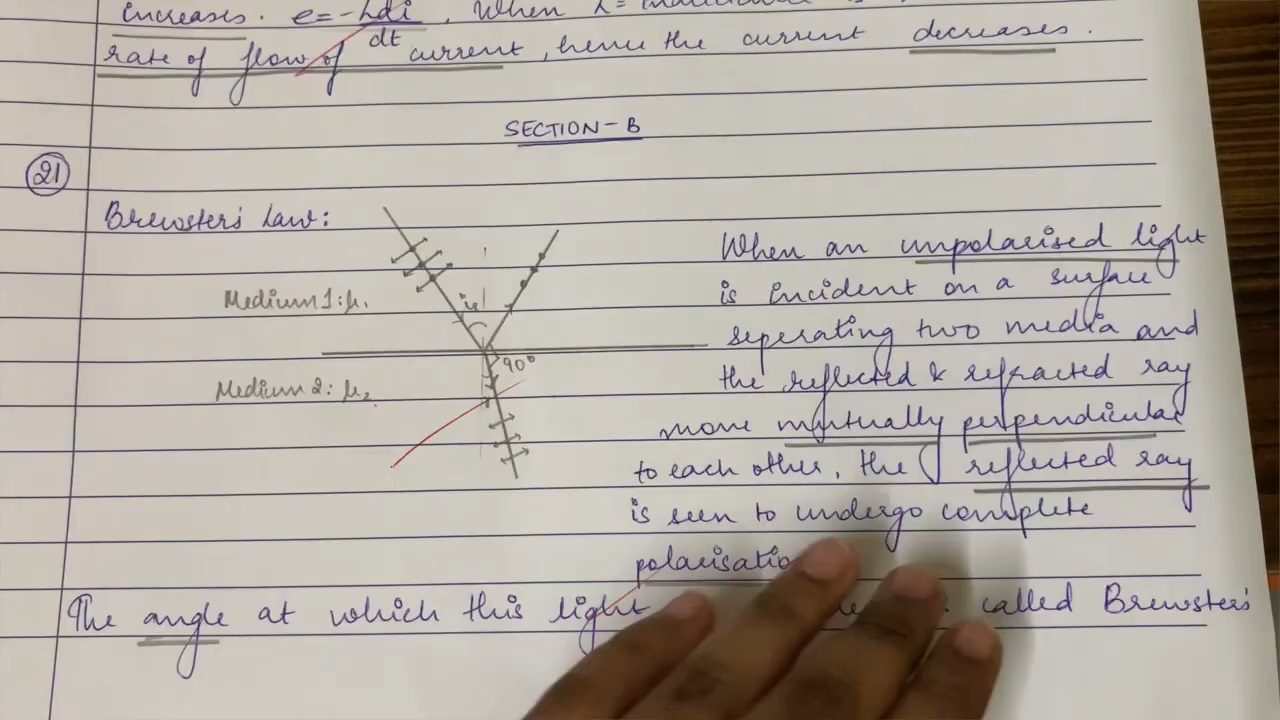 increases. e=-Ldi/dt. When
rate of flow of current, hence the current decreases.
SECTION-B
21
Brewster's Law:
When an unpolarised light
is incident on a surface
Medium 1: μ₁
seperating two media and
90°
the reflected & refracted ray
Medium 2: μ₂
move mutually perpendicular
to each other, the reflected ray
is seen to undergo complete
The angle at which this light called Brewster's